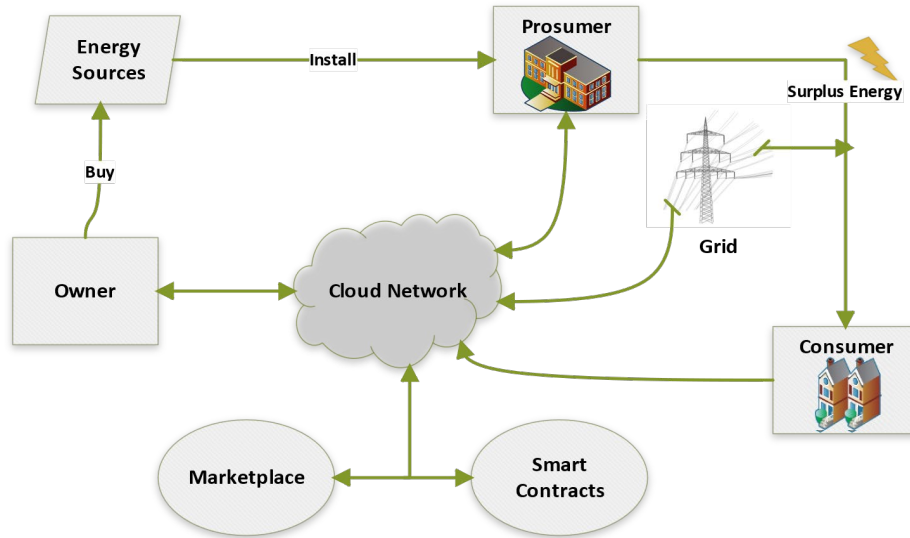 Energy
Sources
Install
Prosumer
Surplus Energy
Buy
Grid
Owner
Cloud Network
Consumer
Marketplace
Smart
Contracts